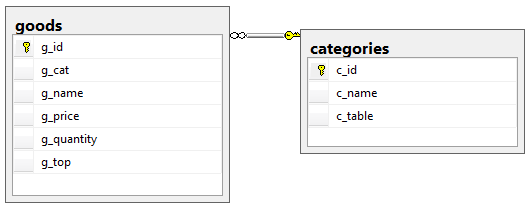 goods
g_id
g_cat
g_name
g_price
g_quantity
g_top
categories
c_id
c_name
c_table